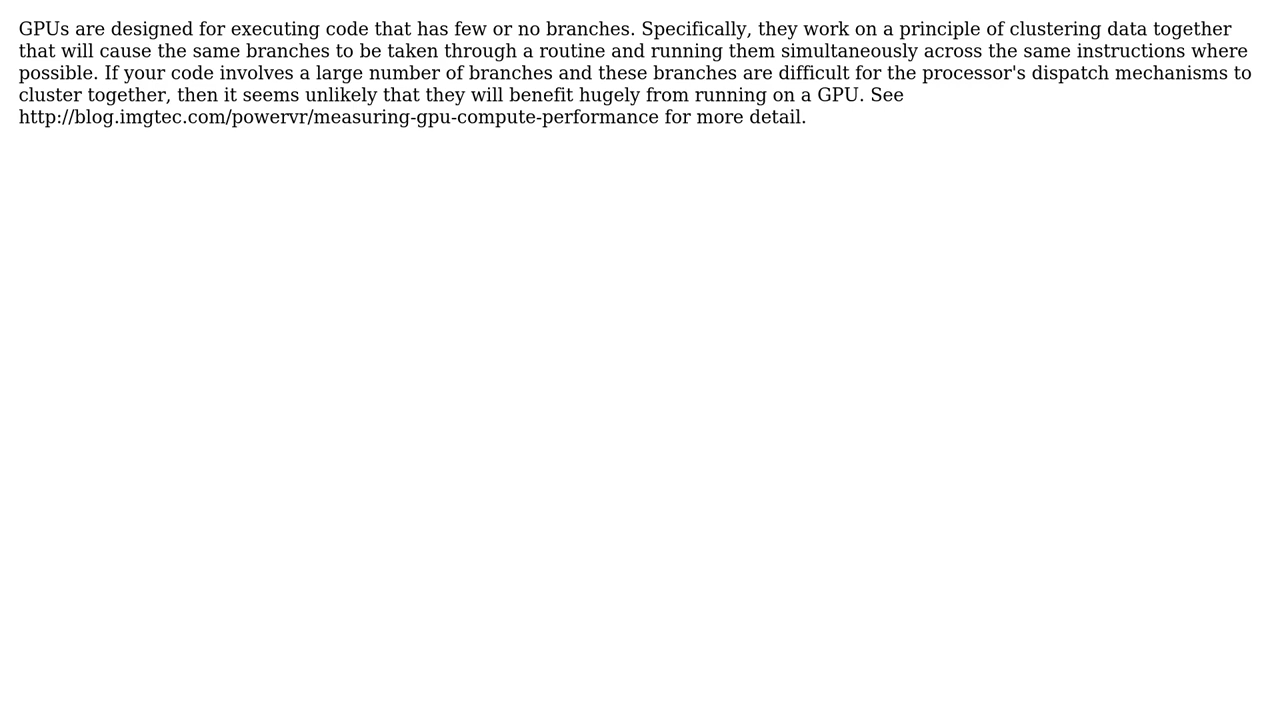 GPUs are designed for executing code that has few or no branches. Specifically, they work on a principle of clustering data together
that will cause the same branches to be taken through a routine and running them simultaneously across the same instructions where
possible. If your code involves a large number of branches and these branches are difficult for the processor's dispatch mechanisms to
cluster together, then it seems unlikely that they will benefit hugely from running on a GPU. See
http://blog.imgtec.com/powervr/measuring-gpu-compute-performance for more detail.